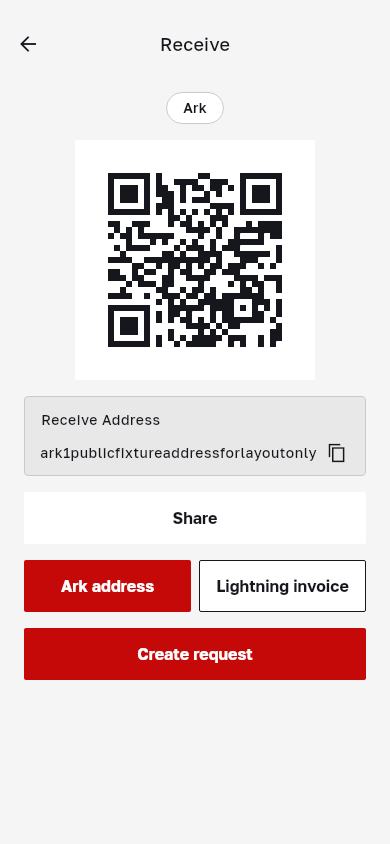 Receive
Ark
Receive Address
ark1publicfixtureaddressforlayoutonly
Share
Ark address
Lightning invoice
Create request